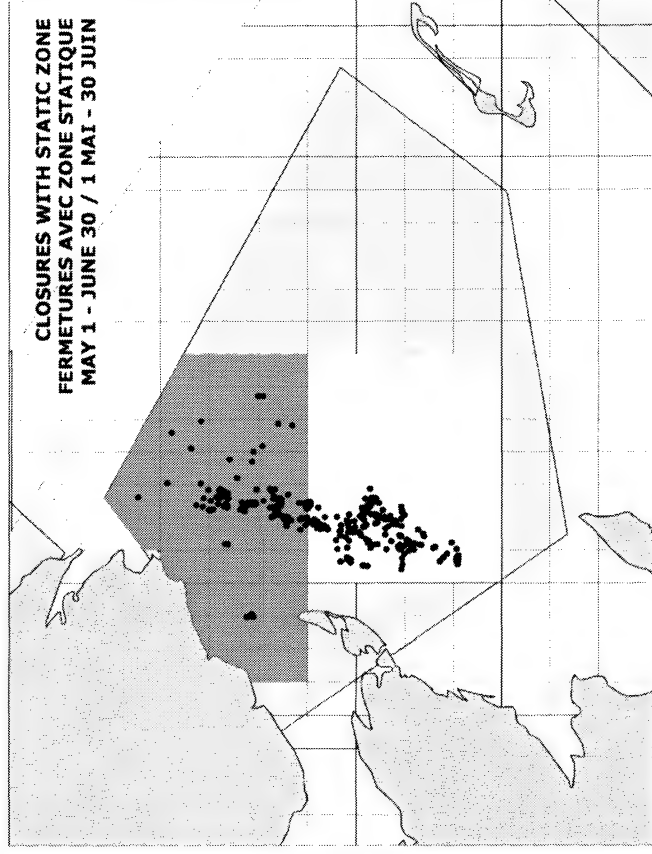 CLOSURES WITH STATIC ZONE
FERMETURES AVEC ZONE STATIQUE
MAY 1 - JUNE 30 / 1 MAI - 30 JUIN